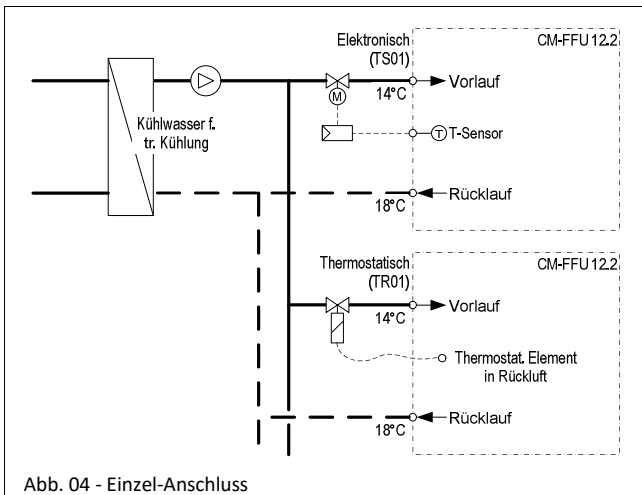 Elektronisch
(TS01)
CM-FFU 12.2
14°C
Vorlauf
M
Kühlwasser f.
tr. Kühlung
T
T-Sensor
18°C
Rücklauf
Thermostatisch
(TR01)
CM-FFU 12.2
14°C
Vorlauf
Thermostat. Element
in Rückluft
18°C
Rücklauf
Abb. 04 - Einzel-Anschluss